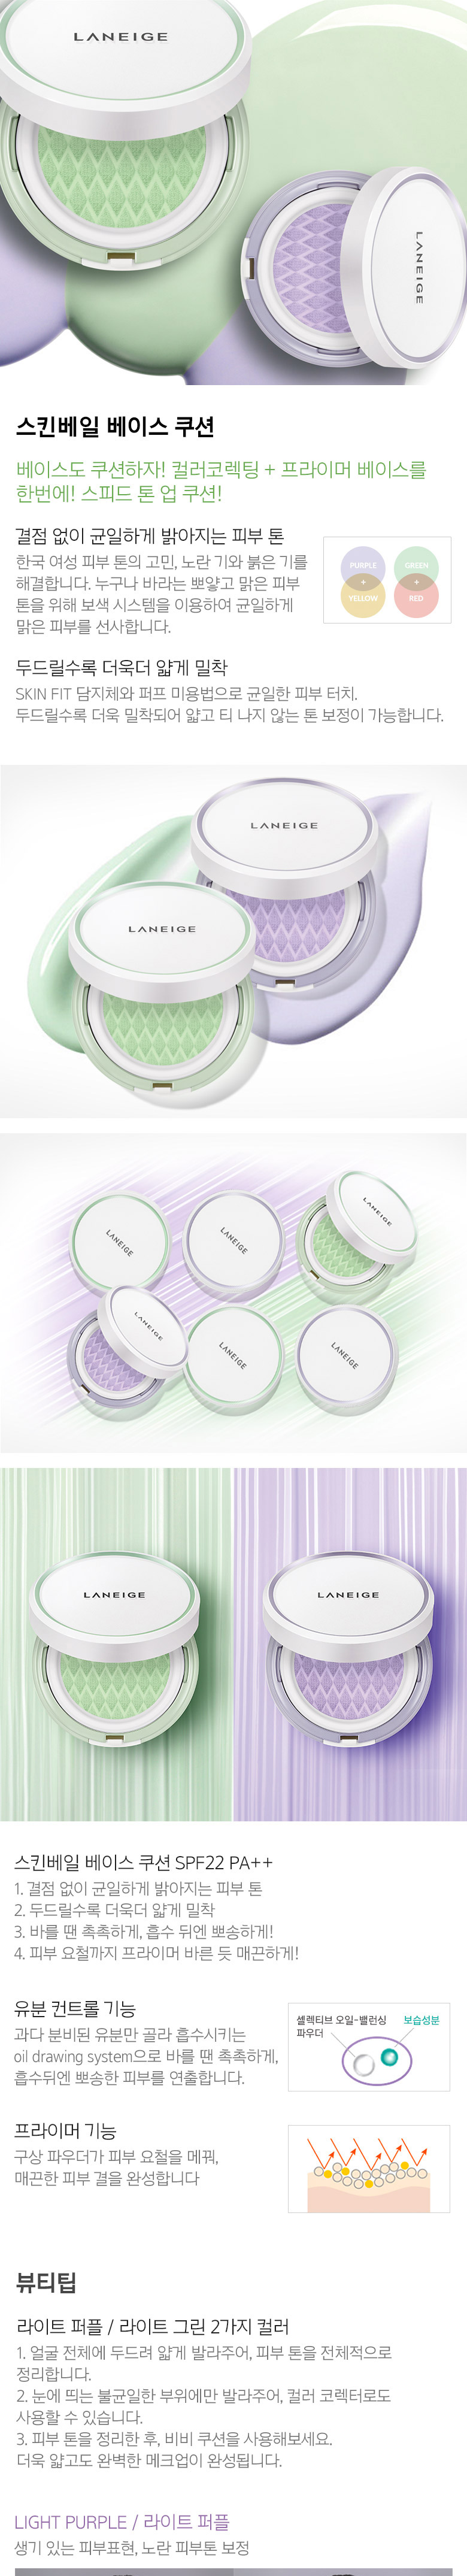 LANEIGE
LANEIGE
스킨베일 베이스 쿠션
베이스도 쿠션하자! 컬러코렉팅 + 프라이머 베이스를
한번에! 스피드 톤 업 쿠션!
결점 없이 균일하게 밝아지는 피부 톤
한국 여성 피부 톤의 고민, 노란 기와 붉은 기를
해결합니다. 누구나 바라는 뽀얗고 맑은 피부
톤을 위해 보색 시스템을 이용하여 균일하게
맑은 피부를 선사합니다.
PURPLE
+
YELLOW
GREEN
+
RED
두드릴수록 더욱더 얇게 밀착
SKIN FIT 담지체와 퍼프 미용법으로 균일한 피부 터치.
두드릴수록 더욱 밀착되어 얇고 티 나지 않는 톤 보정이 가능합니다.
LANEIGE
LANEIGE
LANEIGE
LANEIGE
LANEIGE
LANEIGE
LANEIGE
LANEIGE
LANEIGE
LANEIGE
스킨베일 베이스 쿠션 SPF22 PA++
1. 결점 없이 균일하게 밝아지는 피부 톤
2. 두드릴수록 더욱더 얇게 밀착
3. 바를 땐 촉촉하게, 흡수 뒤엔 뽀송하게!
4. 피부 요철까지 프라이머 바른 듯 매끈하게!
유분 컨트롤 기능
과다 분비된 유분만 골라 흡수시키는
oil drawing system으로 바를 땐 촉촉하게,
흡수뒤엔 뽀송한 피부를 연출합니다.
셀렉티브 오일-밸런싱
파우더
보습성분
프라이머 기능
구상 파우더가 피부 요철을 메꿔,
매끈한 피부 결을 완성합니다
뷰티팁
라이트 퍼플 / 라이트 그린 2가지 컬러
1. 얼굴 전체에 두드려 얇게 발라주어, 피부 톤을 전체적으로
정리합니다.
2. 눈에 띄는 불균일한 부위에만 발라주어, 컬러 코렉터로도
사용할 수 있습니다.
3. 피부 톤을 정리한 후, 비비 쿠션을 사용해보세요.
더욱 얇고도 완벽한 메크업이 완성됩니다.
LIGHT PURPLE / 라이트 퍼플
생기 있는 피부표현, 노란 피부톤 보정